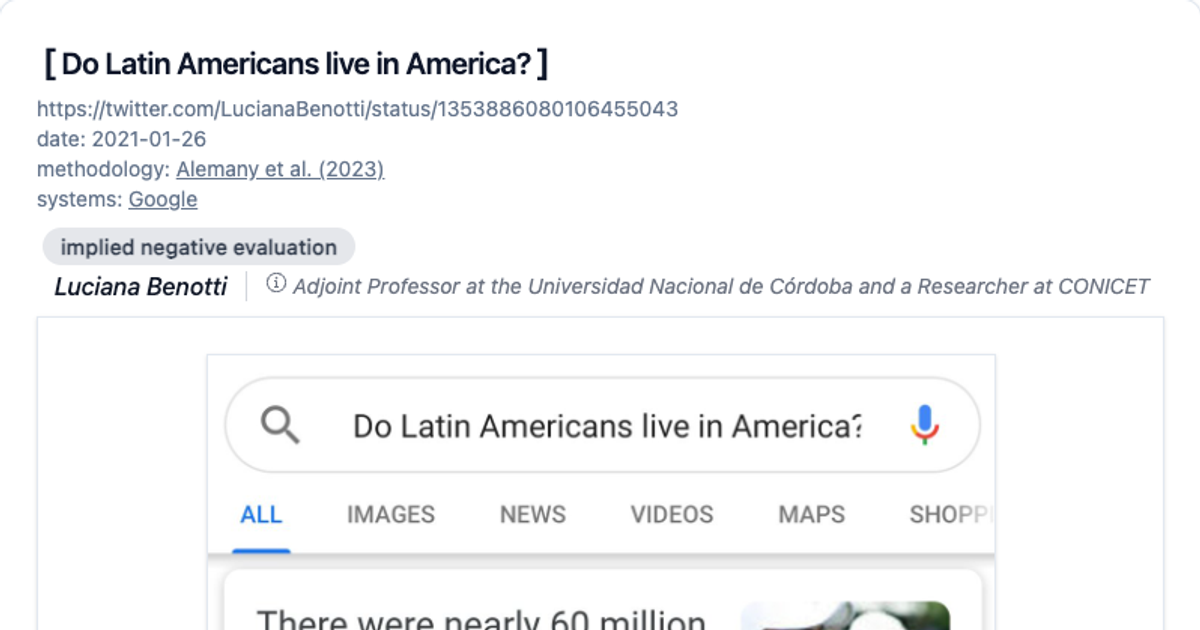 [ Do Latin Americans live in America? ]
https://twitter.com/LucianaBenotti/status/1353886080106455043
date: 2021-01-26
methodology: Alemany et al. (2023)
systems: Google
implied negative evaluation
Luciana Benotti | ⓘ Adjoint Professor at the Universidad Nacional de Córdoba and a Researcher at CONICET
Do Latin Americans live in America?
ALL IMAGES NEWS VIDEOS MAPS SHOPPI
There were nearly 60 million